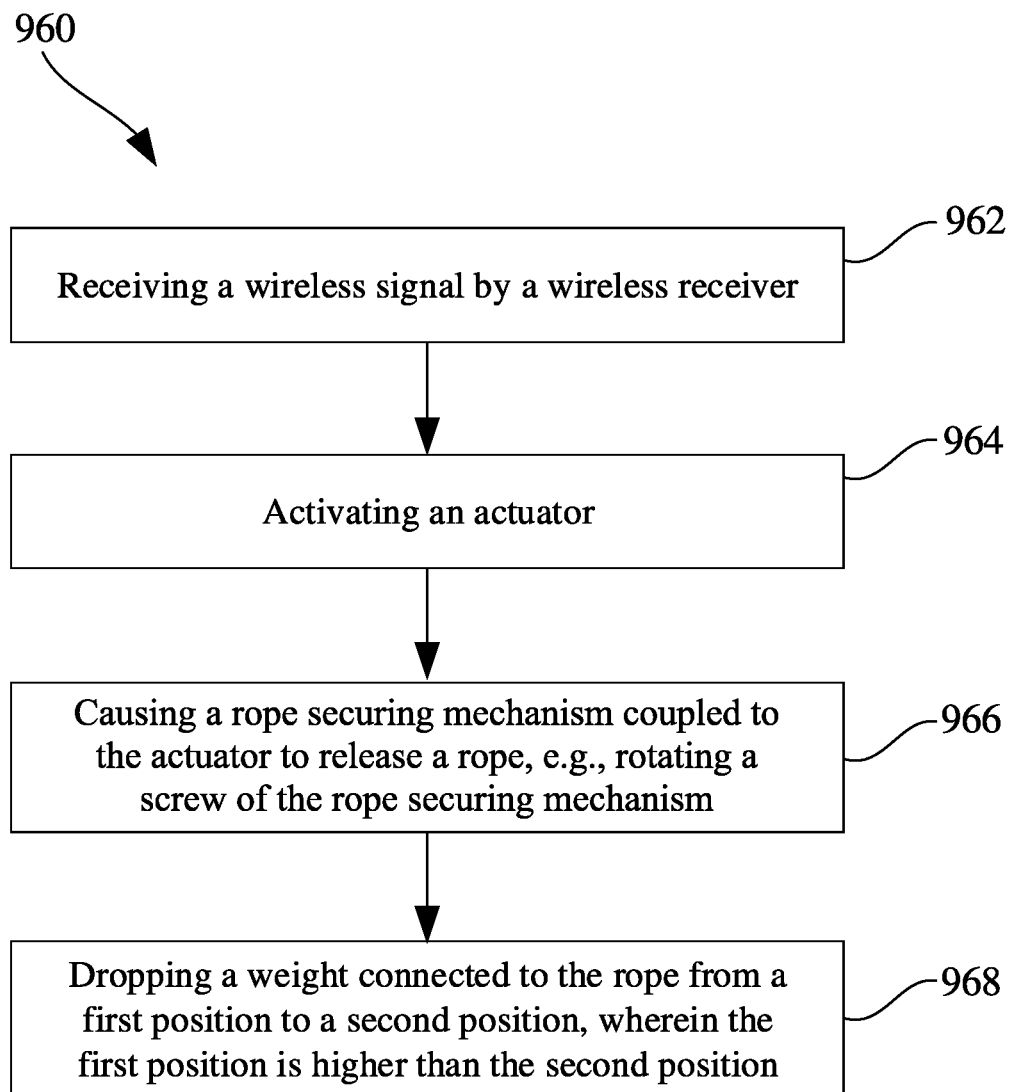 960
962
Receiving a wireless signal by a wireless receiver
964
Activating an actuator
Causing a rope securing mechanism coupled to
the actuator to release a rope, e.g., rotating a
screw of the rope securing mechanism
966
Dropping a weight connected to the rope from a
first position to a second position, wherein the
first position is higher than the second position
968